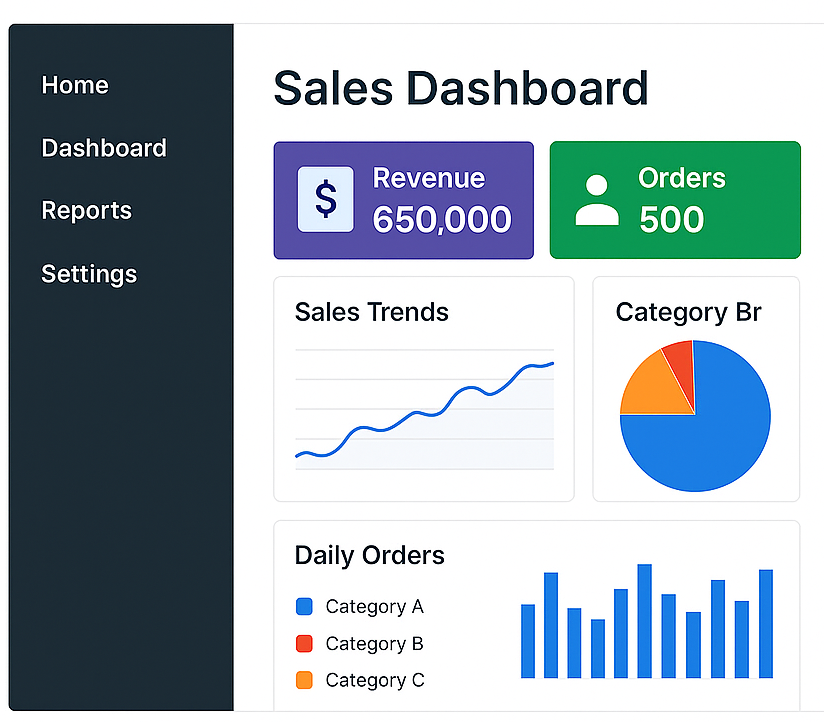 Home
Dashboard
Reports
Settings
Sales Dashboard
$
Revenue
650,000
Orders
500
Sales Trends
Category Br
Daily Orders
Category A
Category B
Category C